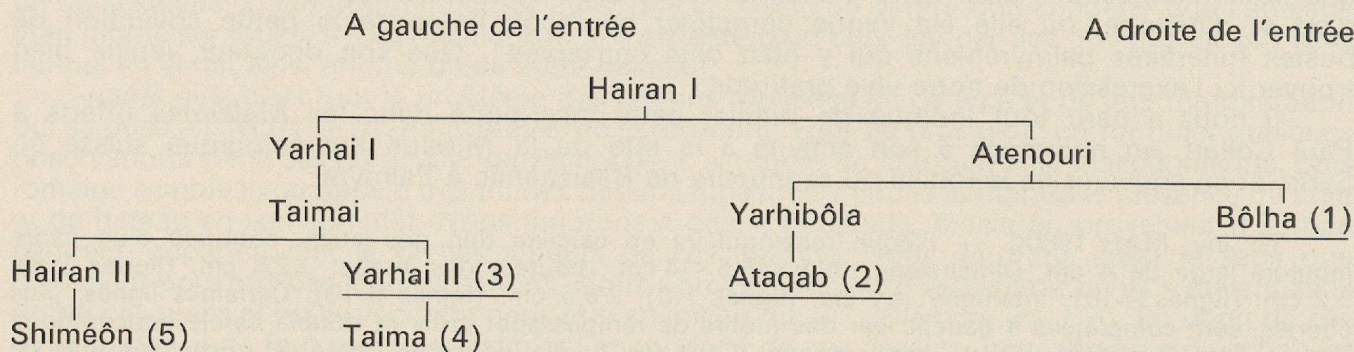 A gauche de l'entrée A droite de l'entrée
Hairan I
Yarhai I Atenouri
Taimai Yarhibôla Bôlha (1)
Hairan II Yarhai II (3) Ataqab (2)
Shiméôn (5) Taima (4)